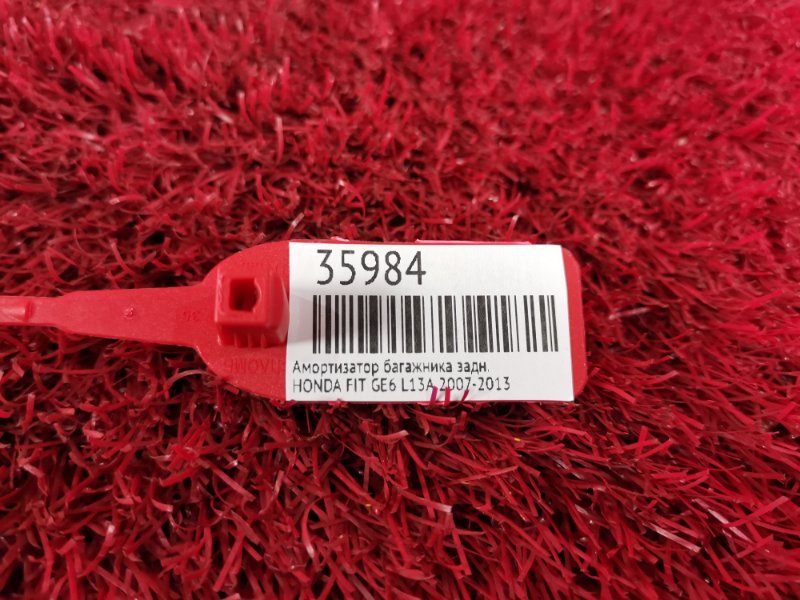 35984
Амортизатор багажника задн.
HONDA FIT GE6 L13A 2007-2013